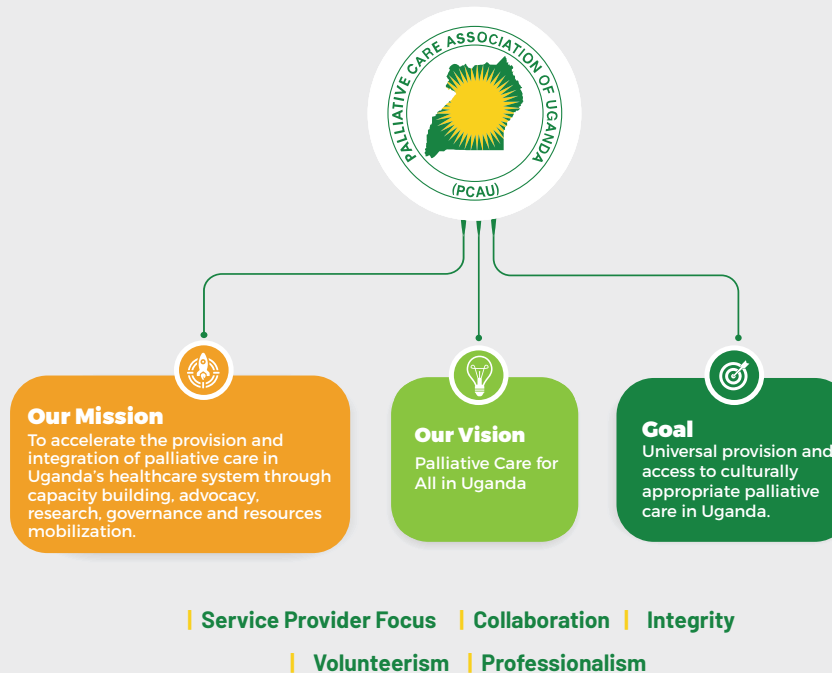 PALLIATIVE CARE ASSOCIATION OF UGANDA
(PCAU)
Our Mission
To accelerate the provision and
integration of palliative care in
Uganda's healthcare system through
capacity building, advocacy,
research, governance and resources
mobilization.
Our Vision
Palliative Care for
All in Uganda
Goal
Universal provision and
access to culturally
appropriate palliative
care in Uganda.
| Service Provider Focus | Collaboration | Integrity
| Volunteerism | Professionalism